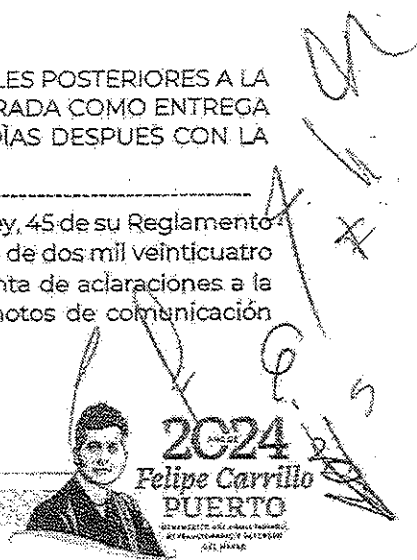 LES POSTERIORES A LA
RADA COMO ENTREGA
DÍAS DESPUES CON LA
ey, 45 de su Reglamento
de dos mil veinticuatro
nta de aclaraciones a la
notos de comunicación
2024
Felipe Carrillo
PUERTO